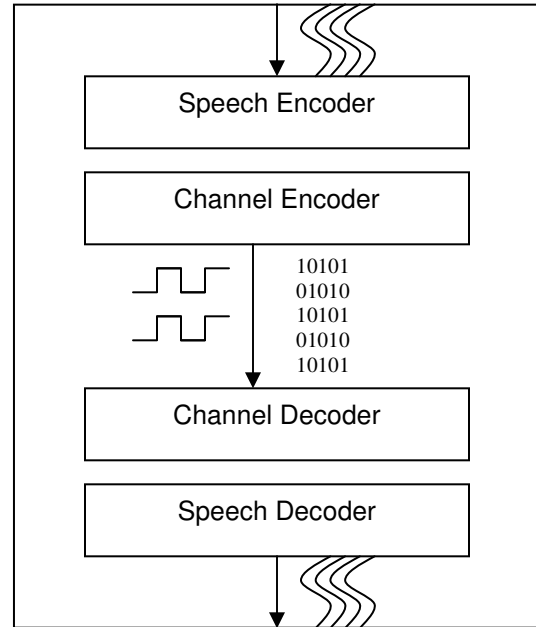 Speech Encoder
Channel Encoder
10101
01010
10101
01010
10101
Channel Decoder
Speech Decoder